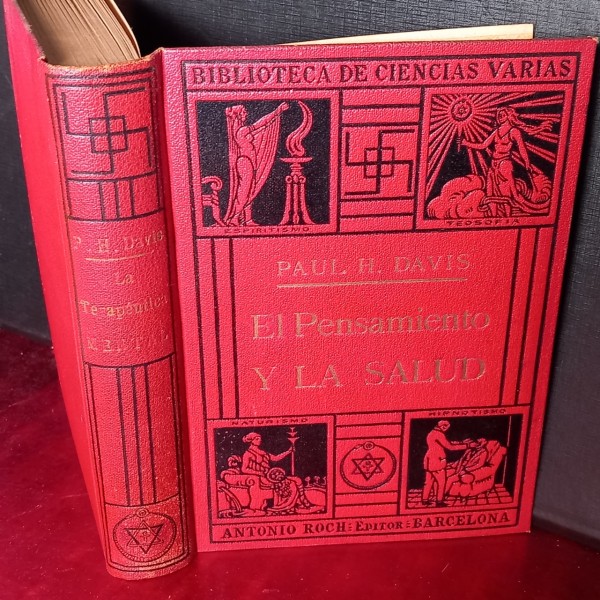 P. H. Davis
La
Terapéutica
MENTAL
BIBLIOTECA DE CIENCIAS VARIAS
ESPIRITISMO
TEOSOFIA
PAUL H. DAVIS
El Pensamiento
Y LA SALUD
NATURISMO
HIPNOTISMO
ANTONIO ROCH: EDITOR: BARCELONA